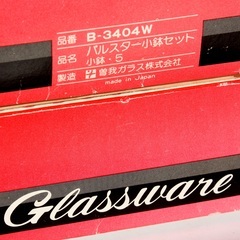 品番 B-3404W
品名 パルスター小鉢セット
小鉢・5
製造 曽我ガラス株式会社
made in Japan
Glassware